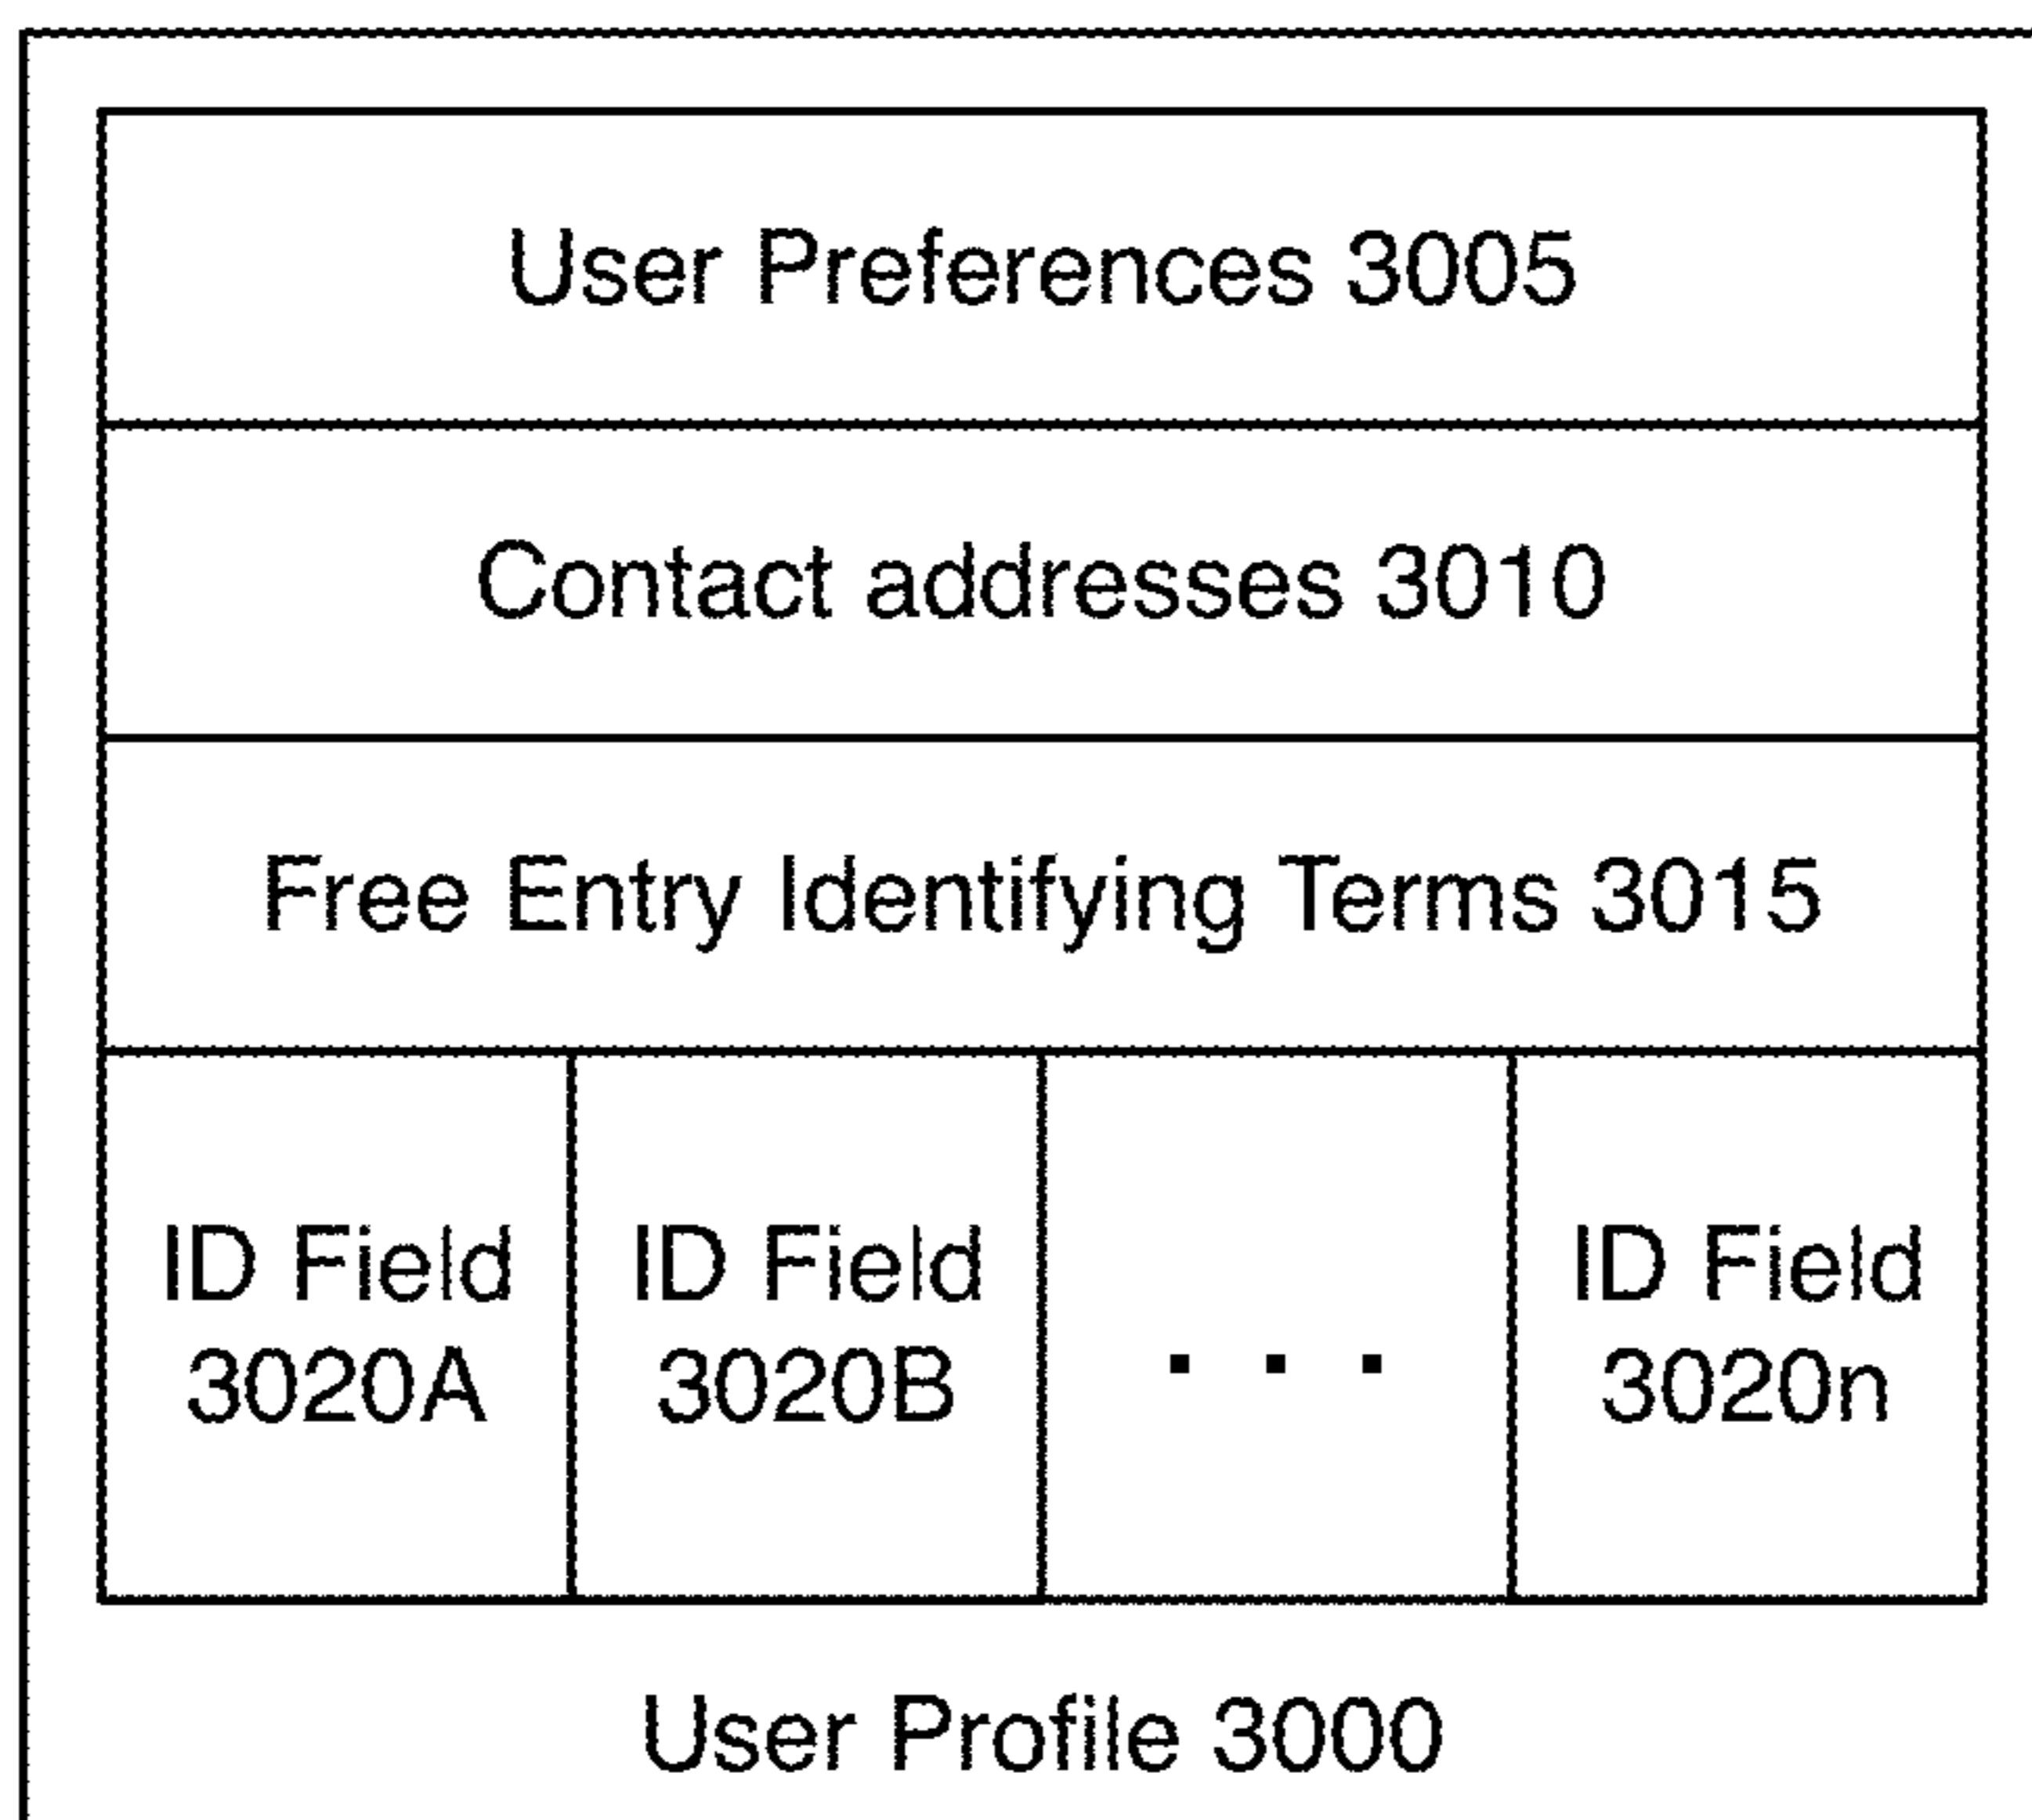 User Preferences 3005
Contact addresses 3010
Free Entry Identifying Terms 3015
ID Field
3020A
ID Field
3020B
. . .
ID Field
3020n
User Profile 3000